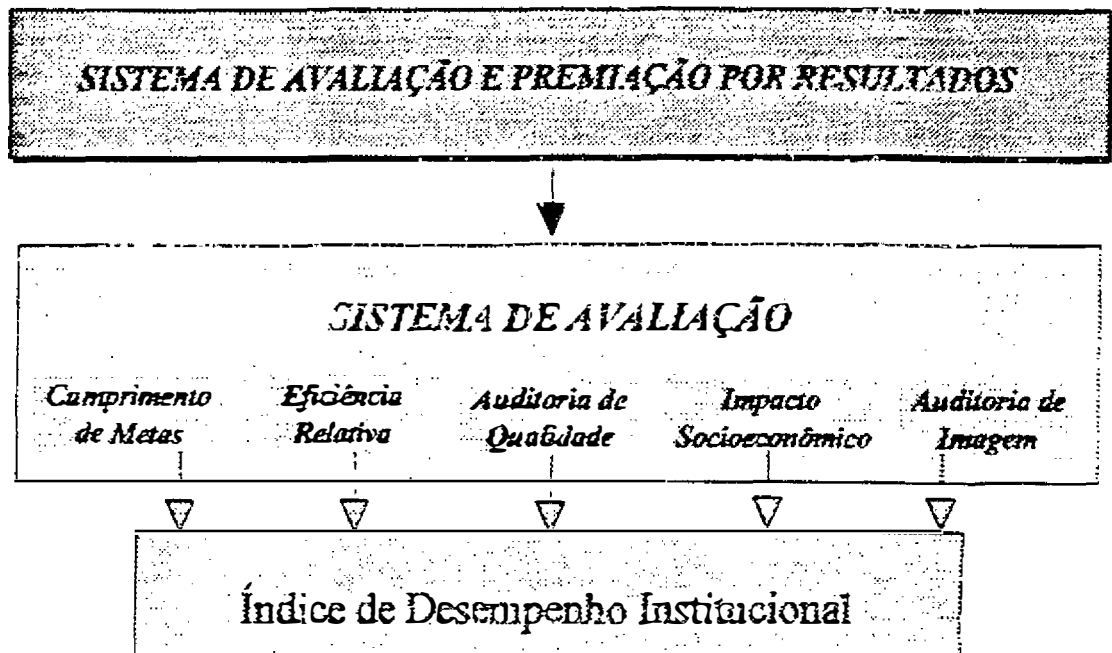 SISTEMA DE AVALIAÇÃO E PREMIAÇÃO POR RESULTADOS
SISTEMA DE AVALIAÇÃO
Cumprimento de Metas
Eficiência Relativa
Auditoria de Qualidade
Impacto Socioeconômico
Auditoria de Imagem
Índice de Desempenho Institucional